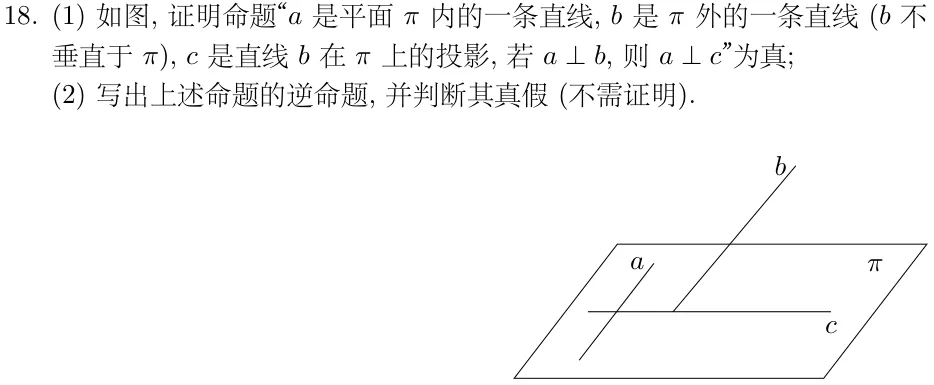 18. (1) 如图, 证明命题“a 是平面 π 内的一条直线, b 是 π 外的一条直线 (b 不
垂直于 π), c 是直线 b 在 π 上的投影, 若 a ⊥ b, 则 a ⊥ c”为真;
(2) 写出上述命题的逆命题, 并判断其真假 (不需证明).
b
a
π
c